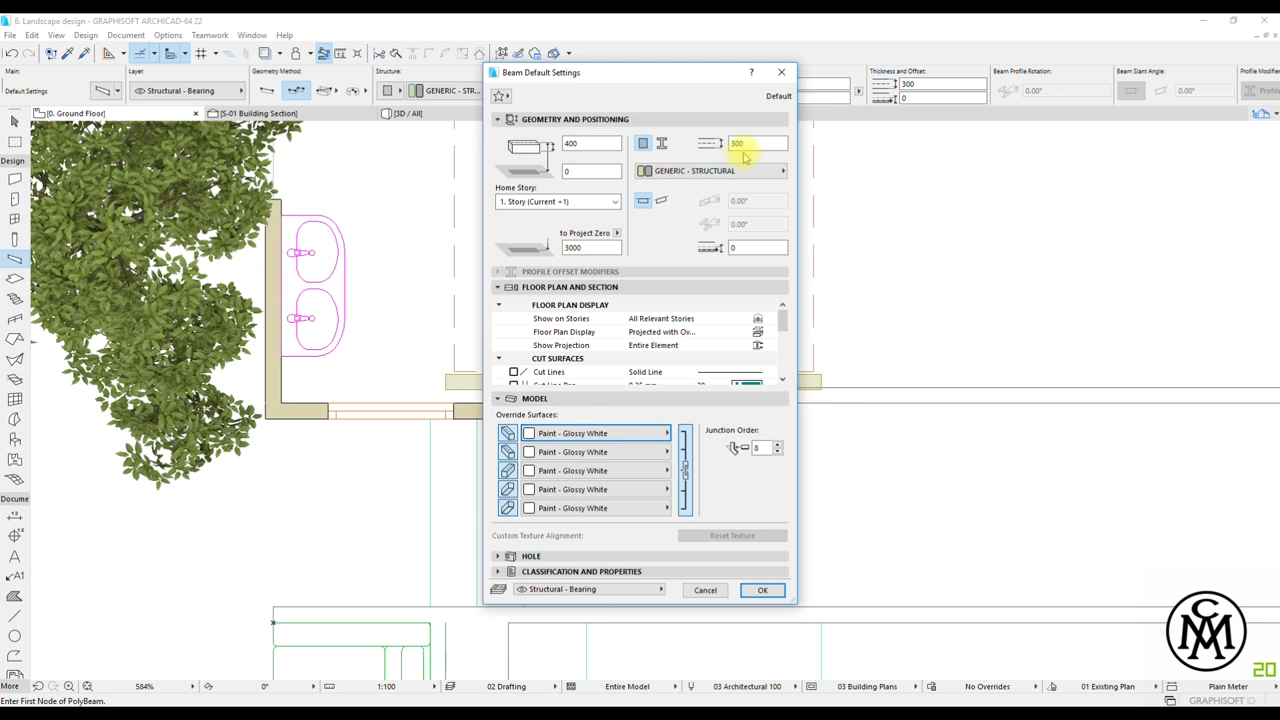 6. Landscape design - GRAPHISOFT ARCHICAD-64 22
File Edit View Design Document Options Teamwork Window Help
Main: Layer: Geometry Method: Structure: Thickness and Offset: Beam Profile Rotation: Beam Slant Angle: Profile Modifie
Default Settings Structural - Bearing GENERIC - STR... 300 0 0.00° 0.00° Profil
[0. Ground Floor] [S-01 Building Section] [3D / All]
Design
Docume
More
Beam Default Settings
Default
GEOMETRY AND POSITIONING
400 300
0 GENERIC - STRUCTURAL
Home Story:
1. Story (Current +1) 0.00°
0.00°
to Project Zero
3000 0
PROFILE OFFSET MODIFIERS
FLOOR PLAN AND SECTION
FLOOR PLAN DISPLAY
Show on Stories All Relevant Stories
Floor Plan Display Projected with Ov...
Show Projection Entire Element
CUT SURFACES
Cut Lines Solid Line
MODEL
Override Surfaces:
Paint - Glossy White Junction Order:
Paint - Glossy White 8
Paint - Glossy White
Paint - Glossy White
Paint - Glossy White
Custom Texture Alignment: Reset Texture
HOLE
CLASSIFICATION AND PROPERTIES
Structural - Bearing Cancel OK
20
584% 0° 1:100 02 Drafting Entire Model 03 Architectural 100 03 Building Plans No Overrides 01 Existing Plan Plain Meter
Enter First Node of PolyBeam. GRAPHISOFT ID